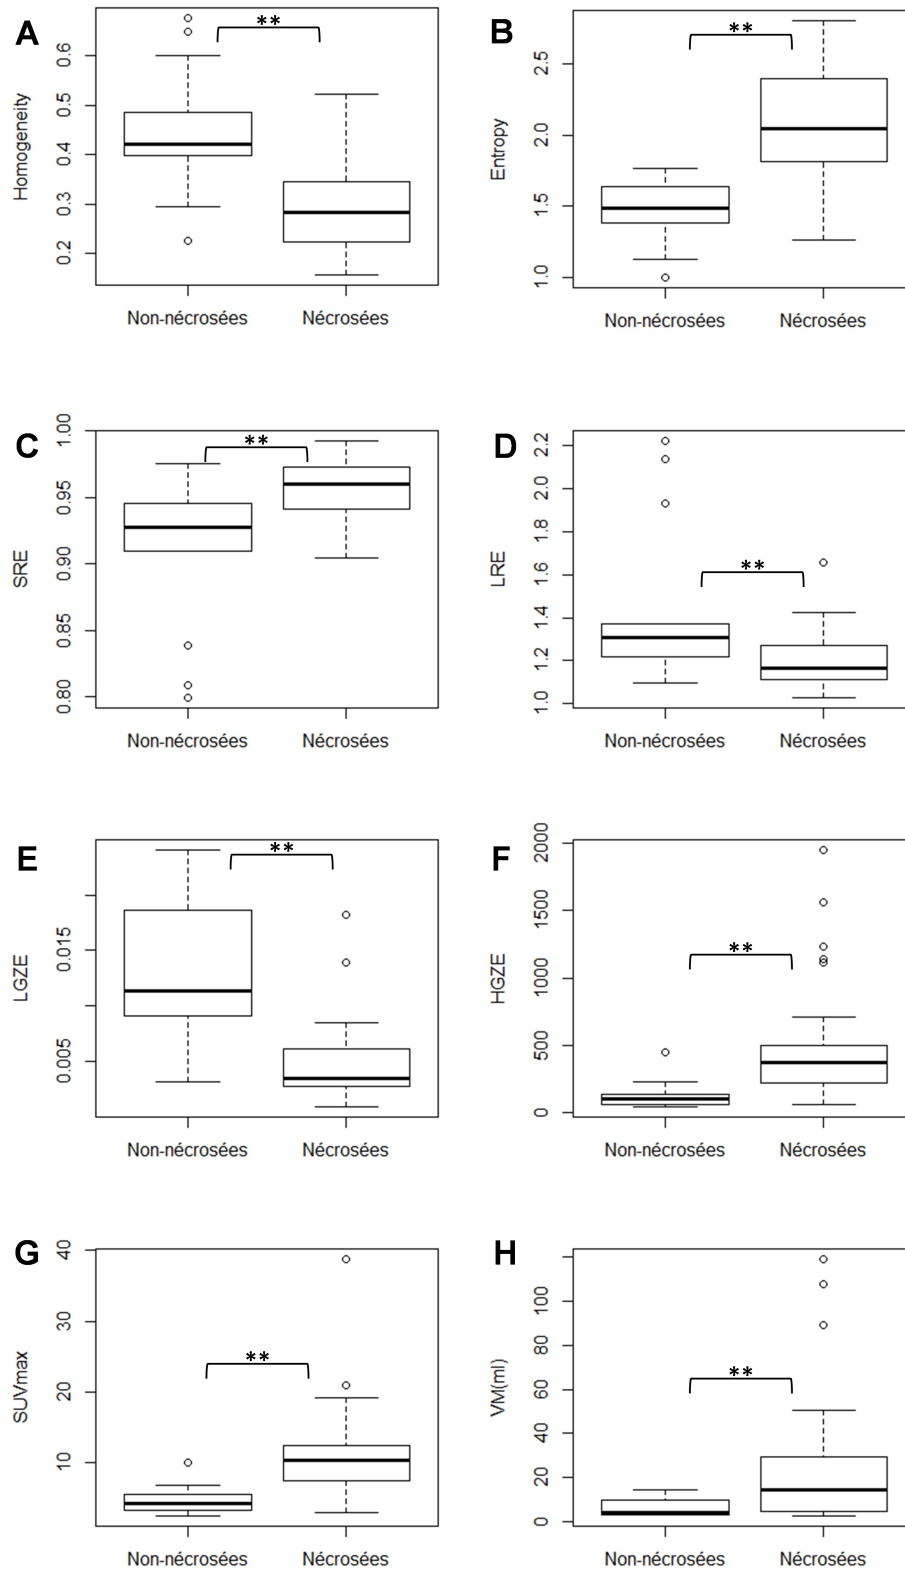 A
Homogeneity
0.6
0.5
0.4
0.3
0.2
**
Non-nécrosées
Nécrosées
B
Entropy
2.5
2.0
1.5
1.0
**
Non-nécrosées
Nécrosées
C
SRE
1.00
0.95
0.90
0.85
0.80
**
Non-nécrosées
Nécrosées
D
LRE
2.2
2.0
1.8
1.6
1.4
1.2
1.0
**
Non-nécrosées
Nécrosées
E
LGZE
0.015
0.005
**
Non-nécrosées
Nécrosées
F
HGZE
2000
1500
1000
500
0
**
Non-nécrosées
Nécrosées
G
SUVmax
40
30
20
10
**
Non-nécrosées
Nécrosées
H
VM(ml)
100
80
60
40
20
0
**
Non-nécrosées
Nécrosées